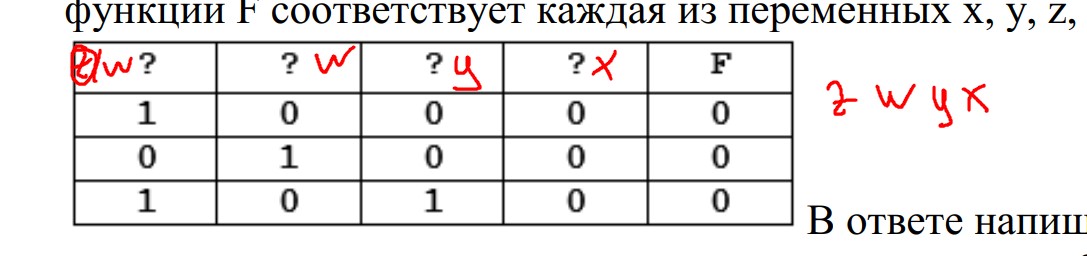 функции F соответствует каждая из переменных x, y, z,
z/w ? ? w ? y ? x F
1 0 0 0 0
0 1 0 0 0
1 0 1 0 0
z w y x
В ответе напиш